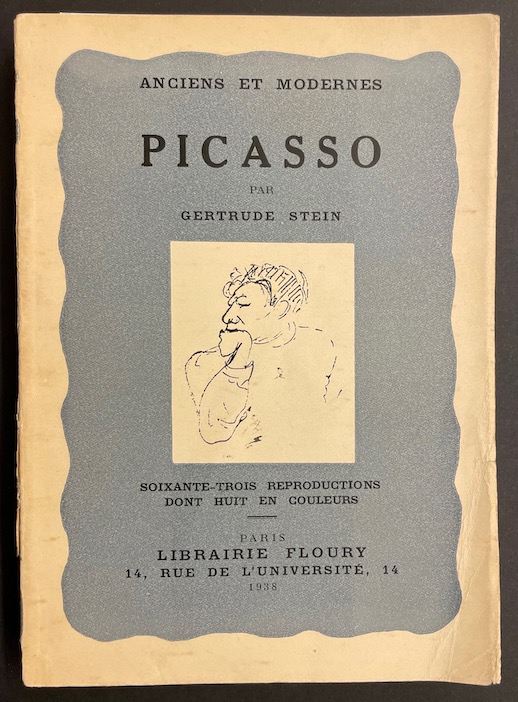 ANCIENS ET MODERNES
PICASSO
PAR
GERTRUDE STEIN
SOIXANTE-TROIS REPRODUCTIONS
DONT HUIT EN COULEURS
PARIS
LIBRAIRIE FLOURY
14, RUE DE L'UNIVERSITÉ, 14
1938